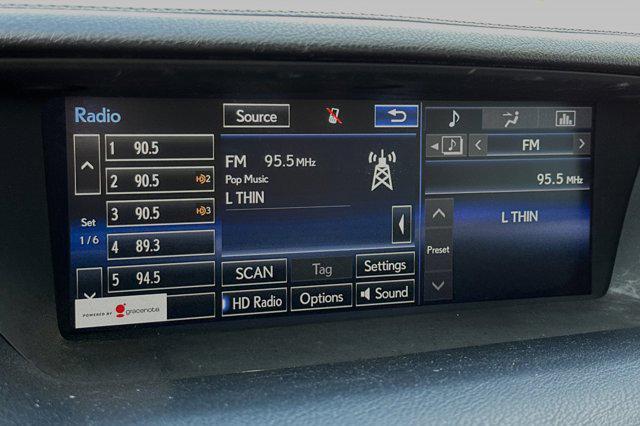 Radio
Source
1 90.5
2 90.5 HD2
3 90.5 HD3
4 89.3
5 94.5
Set
1/6
POWERED BY gracenote
FM 95.5 MHz
Pop Music
L THIN
SCAN
Tag
Settings
HD Radio
Options
Sound
FM
95.5 MHz
L THIN
Preset